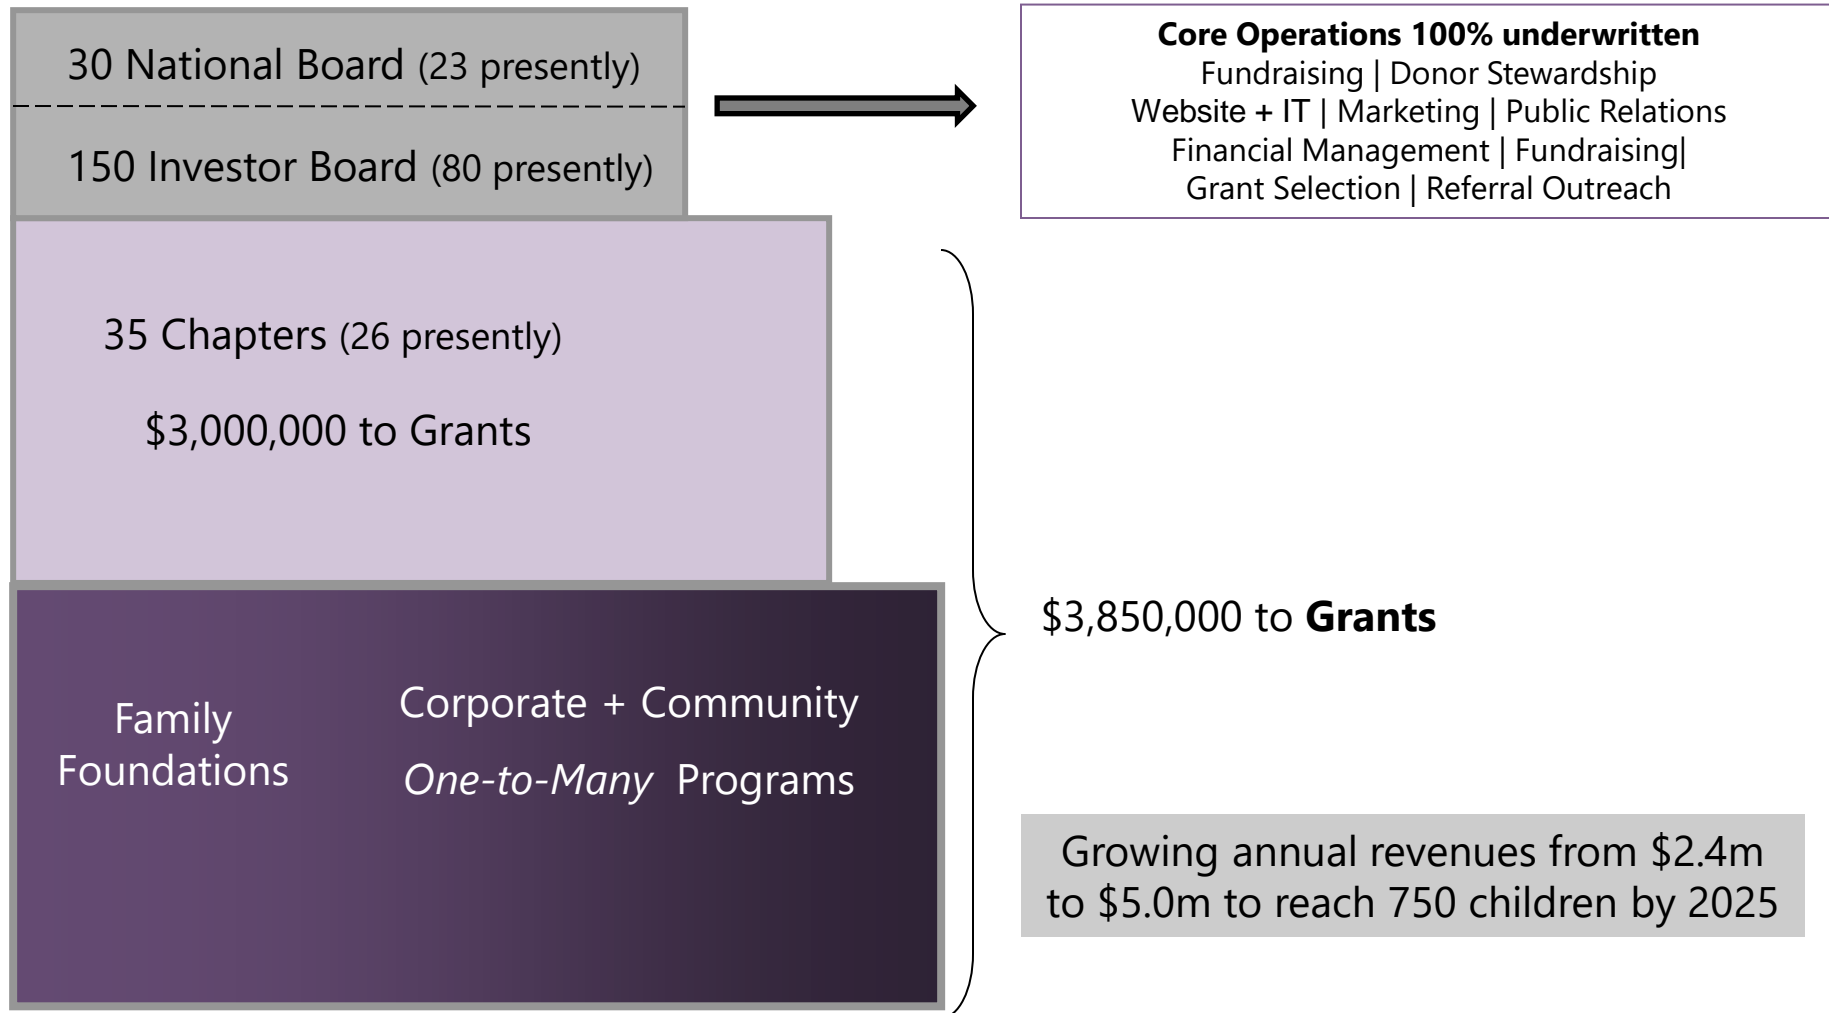 30 National Board (23 presently)
150 Investor Board (80 presently)
Core Operations 100% underwritten
Fundraising | Donor Stewardship
Website + IT | Marketing | Public Relations
Financial Management | Fundraising|
Grant Selection | Referral Outreach
35 Chapters (26 presently)
$3,000,000 to Grants
$3,850,000 to Grants
Family
Foundations
Corporate + Community
One-to-Many Programs
Growing annual revenues from $2.4m
to $5.0m to reach 750 children by 2025